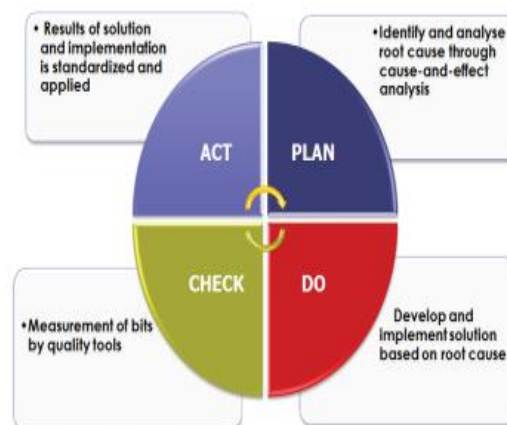 • Results of solution
and implementation
is standardized and
applied
•Identify and analyse
root cause through
cause-and-effect
analysis
ACT
PLAN
CHECK
DO
•Measurement of bits
by quality tools
Develop and
implement solution
based on root cause